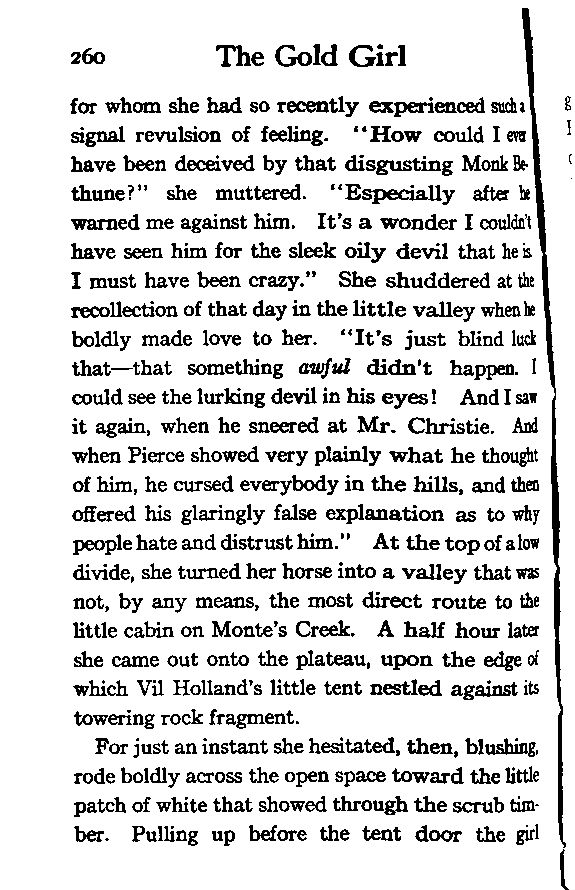 260 The Gold Girl
for whom she had so recently experienced such a
signal revulsion of feeling. "How could I ever
have been deceived by that disgusting Monk Be-
thune?" she muttered. "Especially after he
warned me against him. It's a wonder I couldn't
have seen him for the sleek oily devil that he is.
I must have been crazy." She shuddered at the
recollection of that day in the little valley when he
boldly made love to her. "It's just blind luck
that—that something awful didn't happen. I
could see the lurking devil in his eyes! And I saw
it again, when he sneered at Mr. Christie. And
when Pierce showed very plainly what he thought
of him, he cursed everybody in the hills, and then
offered his glaringly false explanation as to why
people hate and distrust him." At the top of a low
divide, she turned her horse into a valley that was
not, by any means, the most direct route to the
little cabin on Monte's Creek. A half hour later
she came out onto the plateau, upon the edge of
which Vil Holland's little tent nestled against its
towering rock fragment.
For just an instant she hesitated, then, blushing,
rode boldly across the open space toward the little
patch of white that showed through the scrub tim-
ber. Pulling up before the tent door the girl